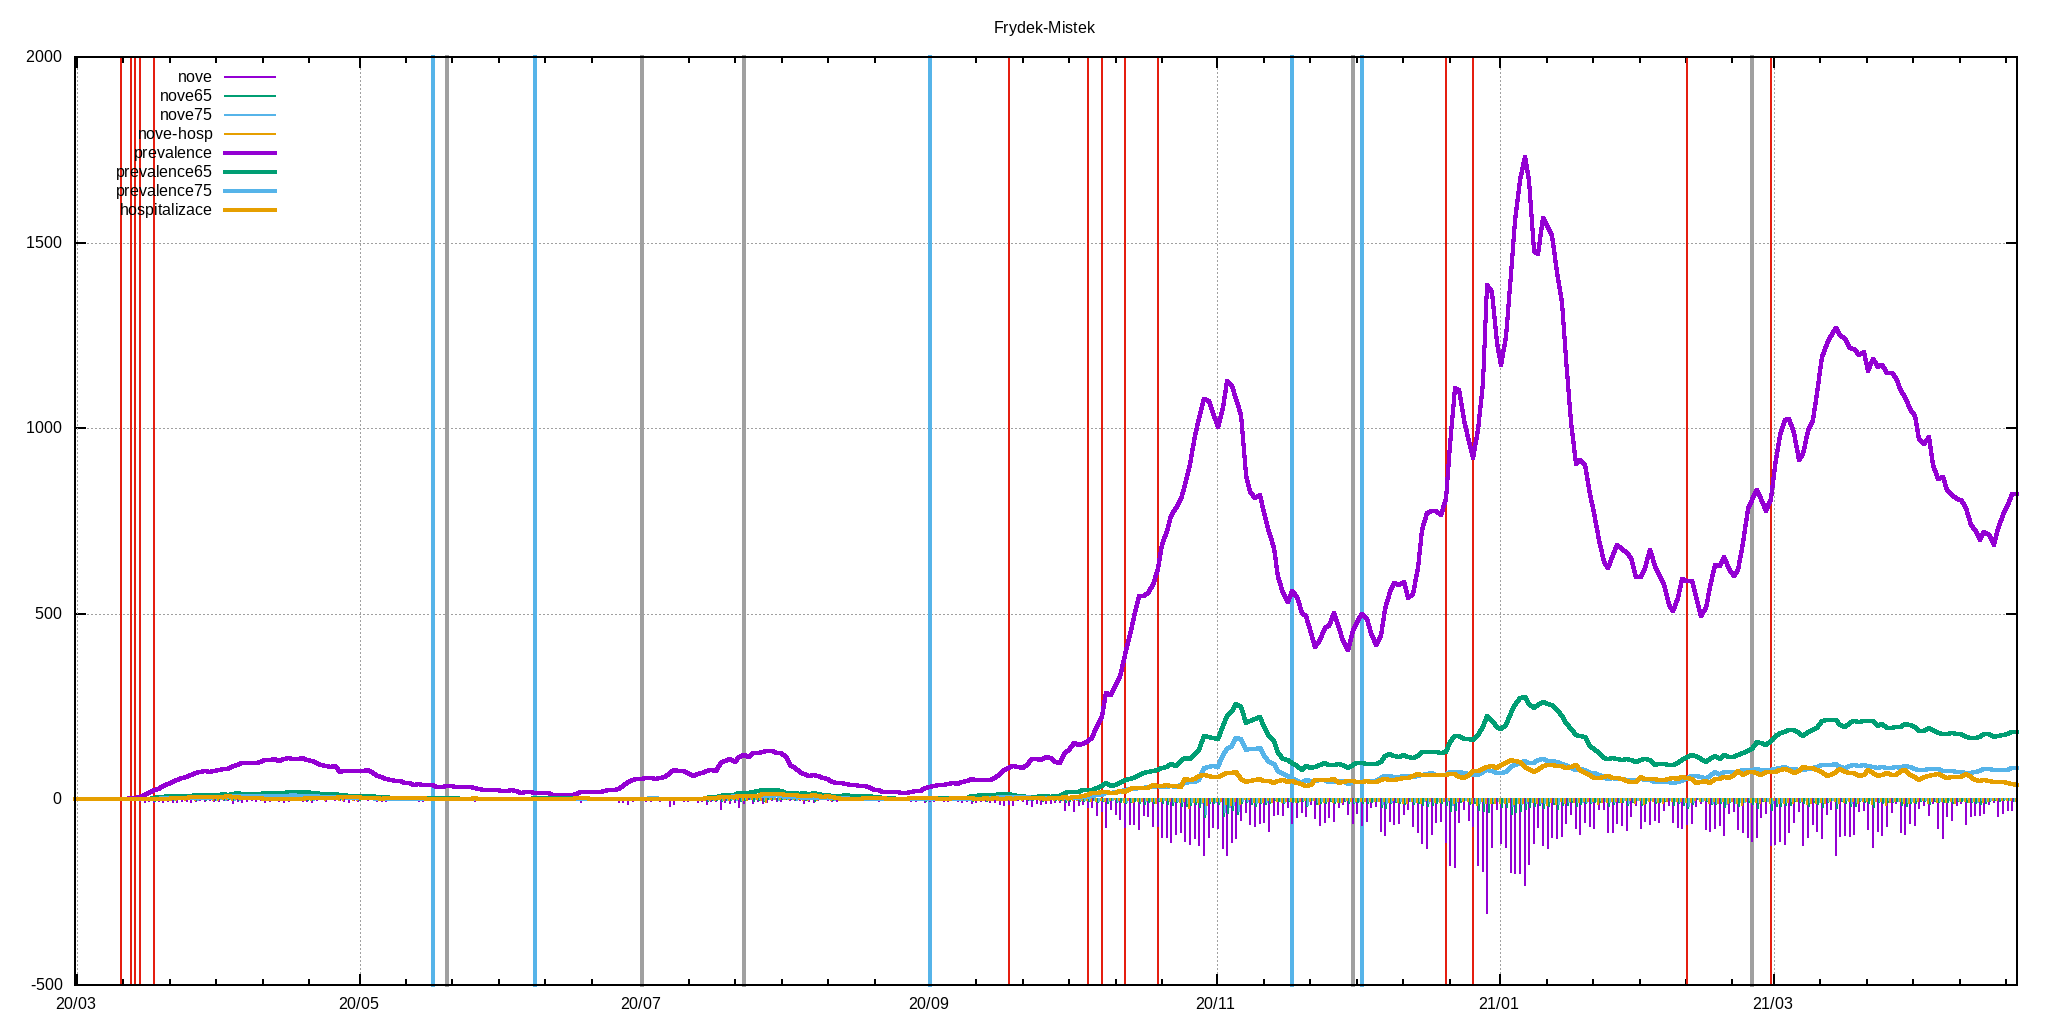 Frydek-Mistek
2000
1500
1000
500
0
-500
nove
nove65
nove75
nove-hosp
prevalence
prevalence65
prevalence75
hospitalizace
20/03 20/05 20/07 20/09 20/11 21/01 21/03